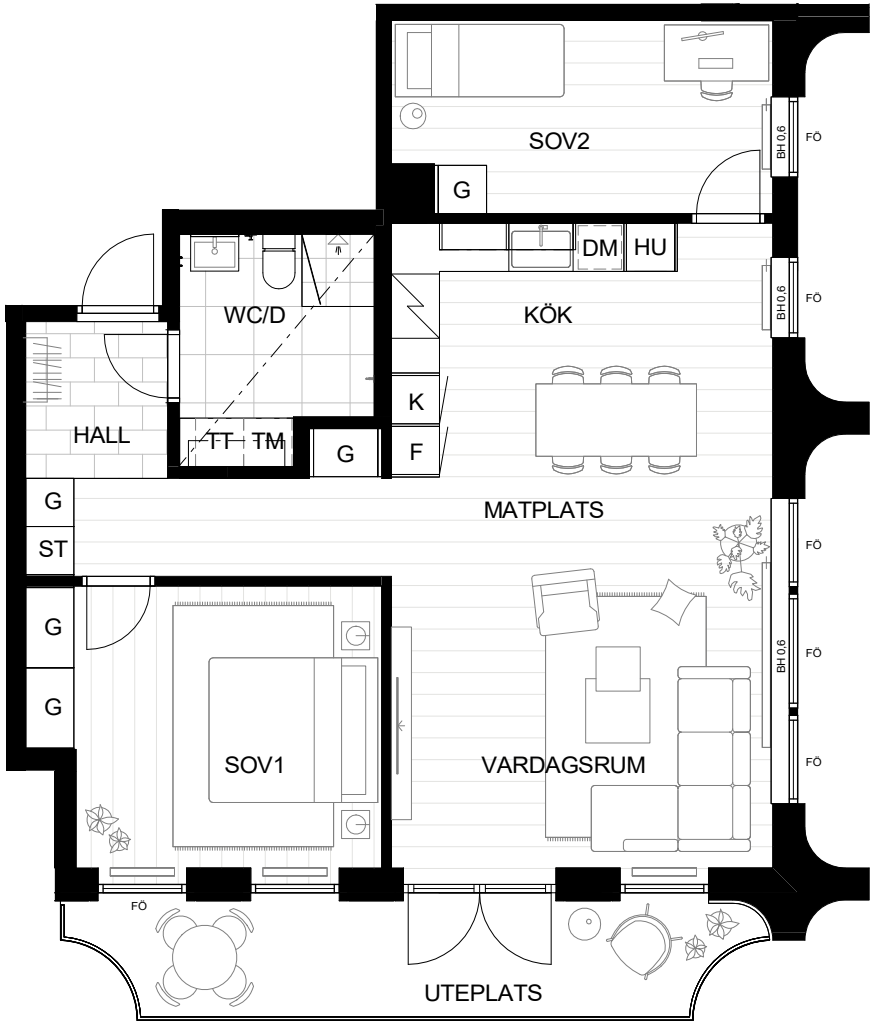 SOV2
BH 0,6
FÖ
G
DM
HU
WC/D
KÖK
BH 0,6
FÖ
K
HALL
TT
TM
G
F
G
MATPLATS
ST
FÖ
G
BH 0,6
FÖ
G
SOV1
VARDAGSRUM
FÖ
FÖ
UTEPLATS